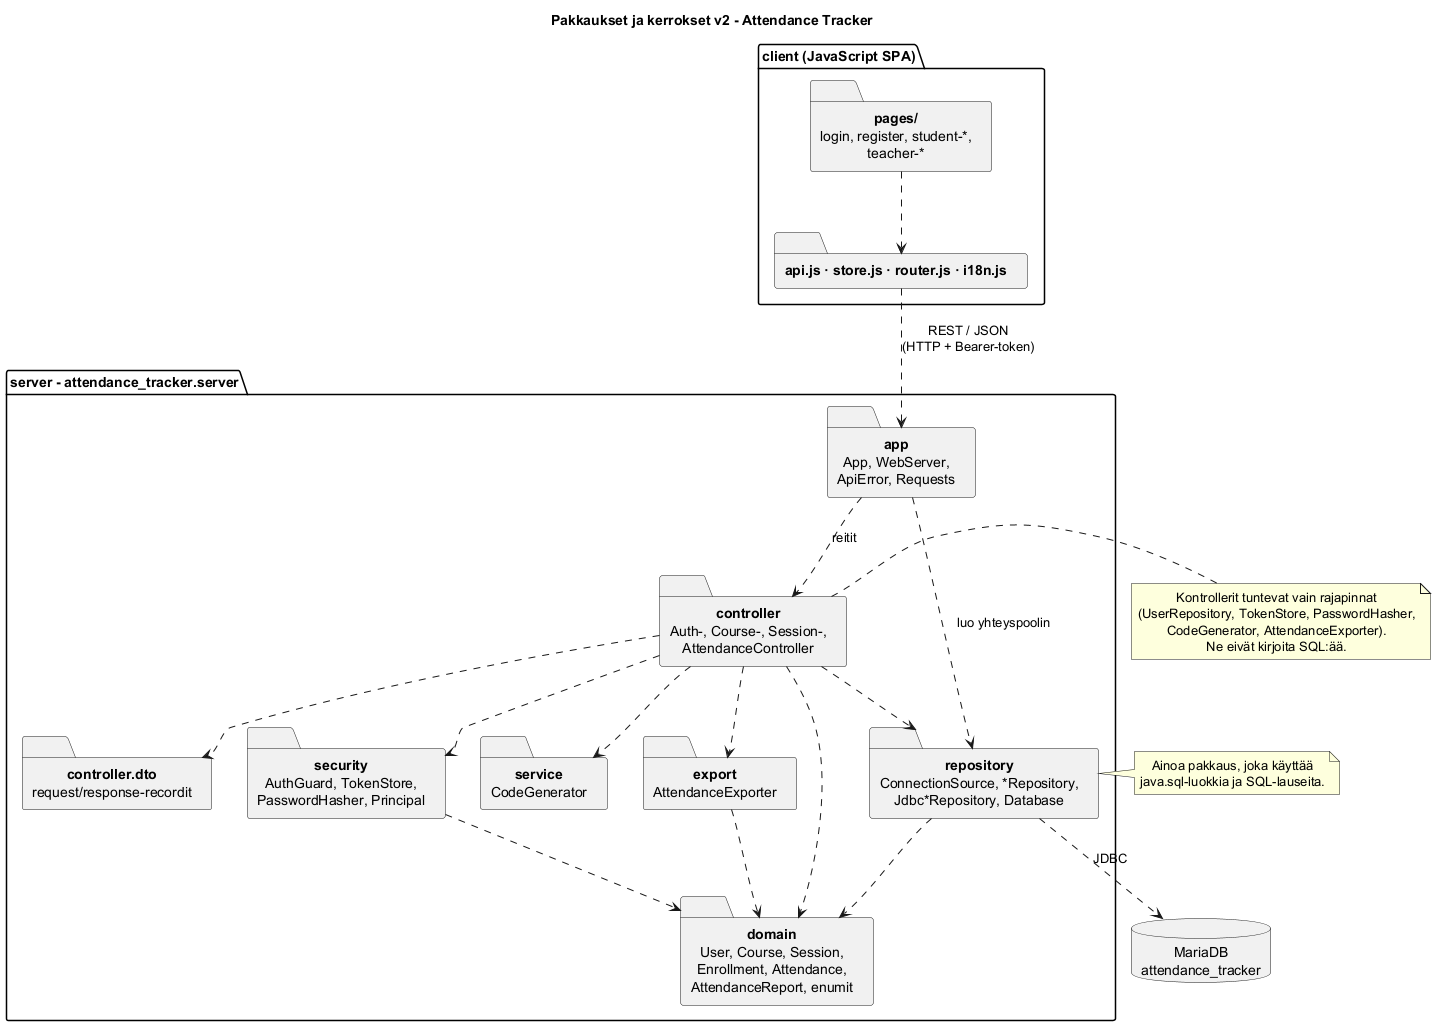 Pakkaukset ja kerrokset v2 - Attendance Tracker
client (JavaScript SPA)
pages/
login, register, student-*,
teacher-*
api.js · store.js · router.js · i18n.js
REST / JSON
(HTTP + Bearer-token)
server - attendance_tracker.server
app
App, WebServer,
ApiError, Requests
reitit
luo yhteyspoolin
controller
Auth-, Course-, Session-,
AttendanceController
Kontrollerit tuntevat vain rajapinnat
(UserRepository, TokenStore, PasswordHasher,
CodeGenerator, AttendanceExporter).
Ne eivät kirjoita SQL:ää.
controller.dto
request/response-recordit
security
AuthGuard, TokenStore,
PasswordHasher, Principal
service
CodeGenerator
export
AttendanceExporter
repository
ConnectionSource, *Repository,
Jdbc*Repository, Database
Ainoa pakkaus, joka käyttää
java.sql-luokkia ja SQL-lauseita.
JDBC
domain
User, Course, Session,
Enrollment, Attendance,
AttendanceReport, enumit
MariaDB
attendance_tracker